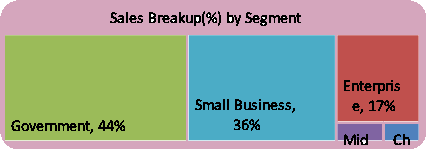 Sales Breakup(%) by Segment
Government, 44%
Small Business,
36%
Enterpris
e, 17%
Mid
Ch